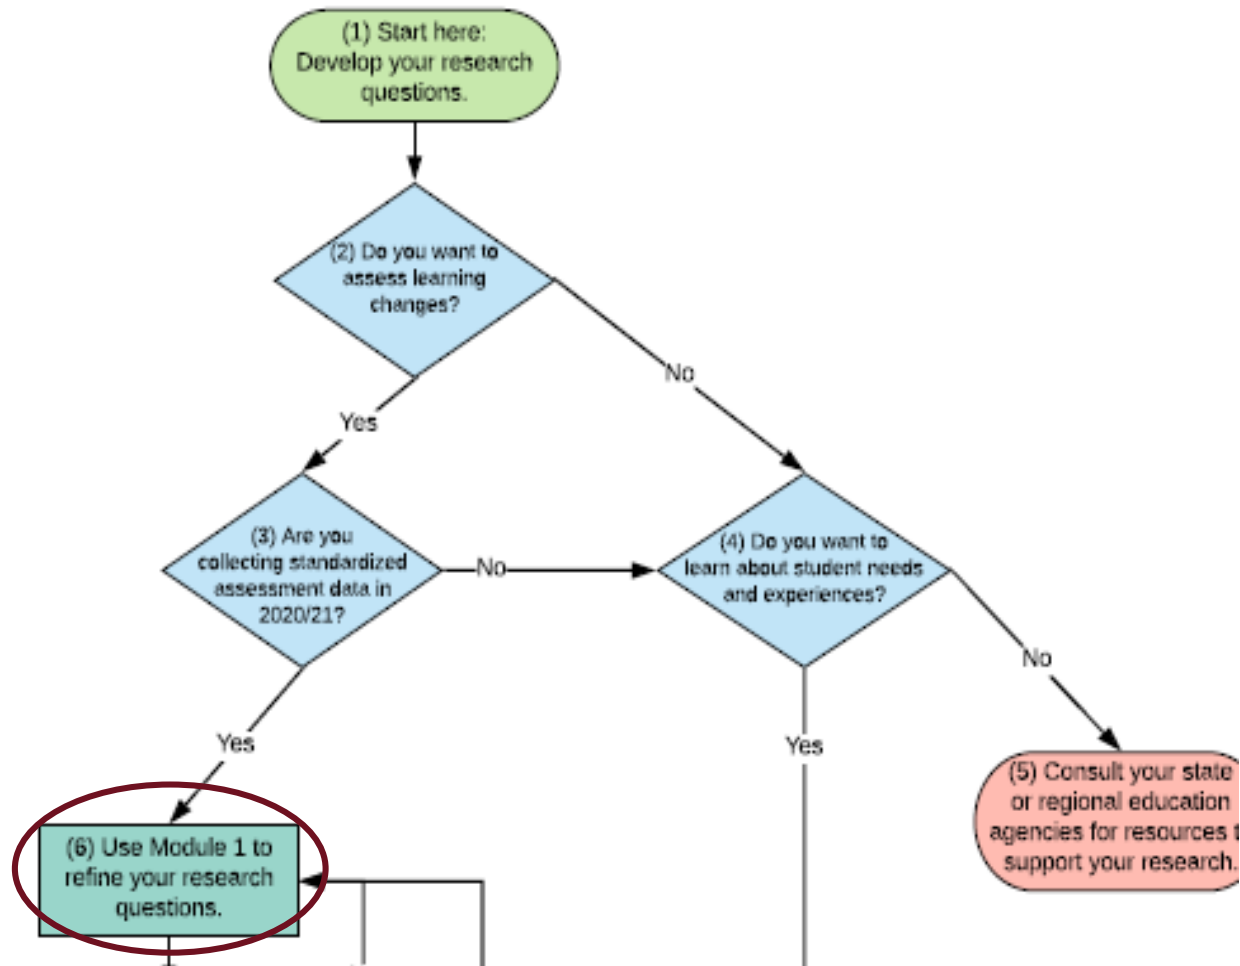 (1) Start here:
Develop your research
questions.
(2) Do you want to
assess learning
changes?
No
Yes
(3) Are you
collecting standardized
assessment data in
2020/21?
No
(4) Do you want to
learn about student needs
and experiences?
No
Yes
Yes
(5) Consult your state
or regional education
agencies for resources t
support your research.
(6) Use Module 1 to
refine your research
questions.